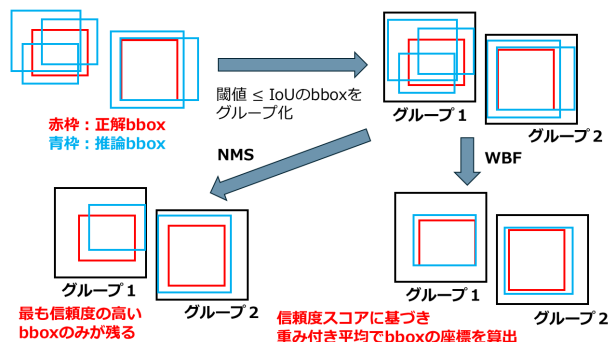 閾値 ≤ IoUのbboxを
グループ化
グループ1
グループ2
赤枠：正解bbox
青枠：推論bbox
NMS
WBF
グループ1
グループ2
最も信頼度の高い
bboxのみが残る
グループ1
グループ2
信頼度スコアに基づき
重み付き平均でbboxの座標を算出